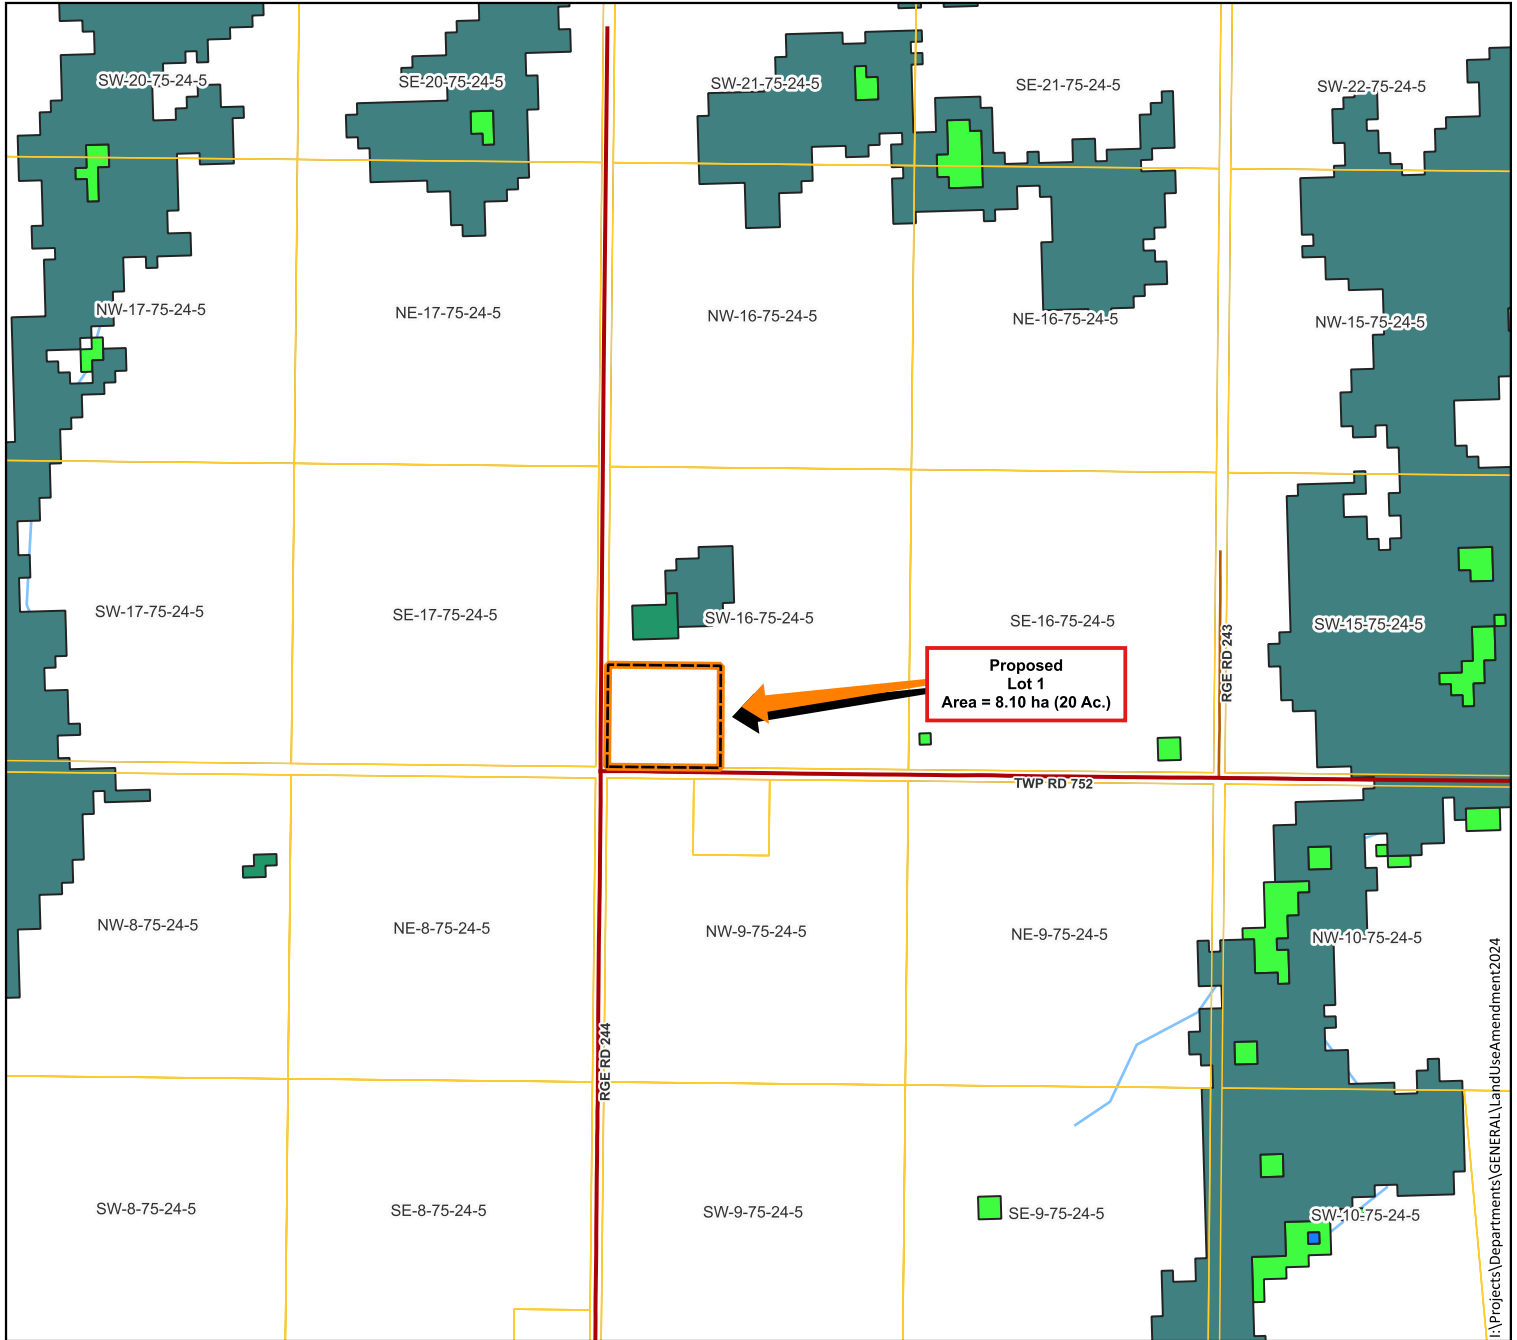 SW-20-75-24-5
SE-20-75-24-5
SW-21-75-24-5
SE-21-75-24-5
SW-22-75-24-5
NW-17-75-24-5
NE-17-75-24-5
NW-16-75-24-5
NE-16-75-24-5
NW-15-75-24-5
SW-17-75-24-5
SE-17-75-24-5
SW-16-75-24-5
SE-16-75-24-5
SW-15-75-24-5
RGE RD 243
Proposed
Lot 1
Area = 8.10 ha (20 Ac.)
TWP RD 752
NW-8-75-24-5
NE-8-75-24-5
NW-9-75-24-5
NE-9-75-24-5
NW-10-75-24-5
RGE RD 244
SW-8-75-24-5
SE-8-75-24-5
SW-9-75-24-5
SE-9-75-24-5
SW-10-75-24-5
I:\Projects\Departments\GENERAL\LandUseAmendment2024